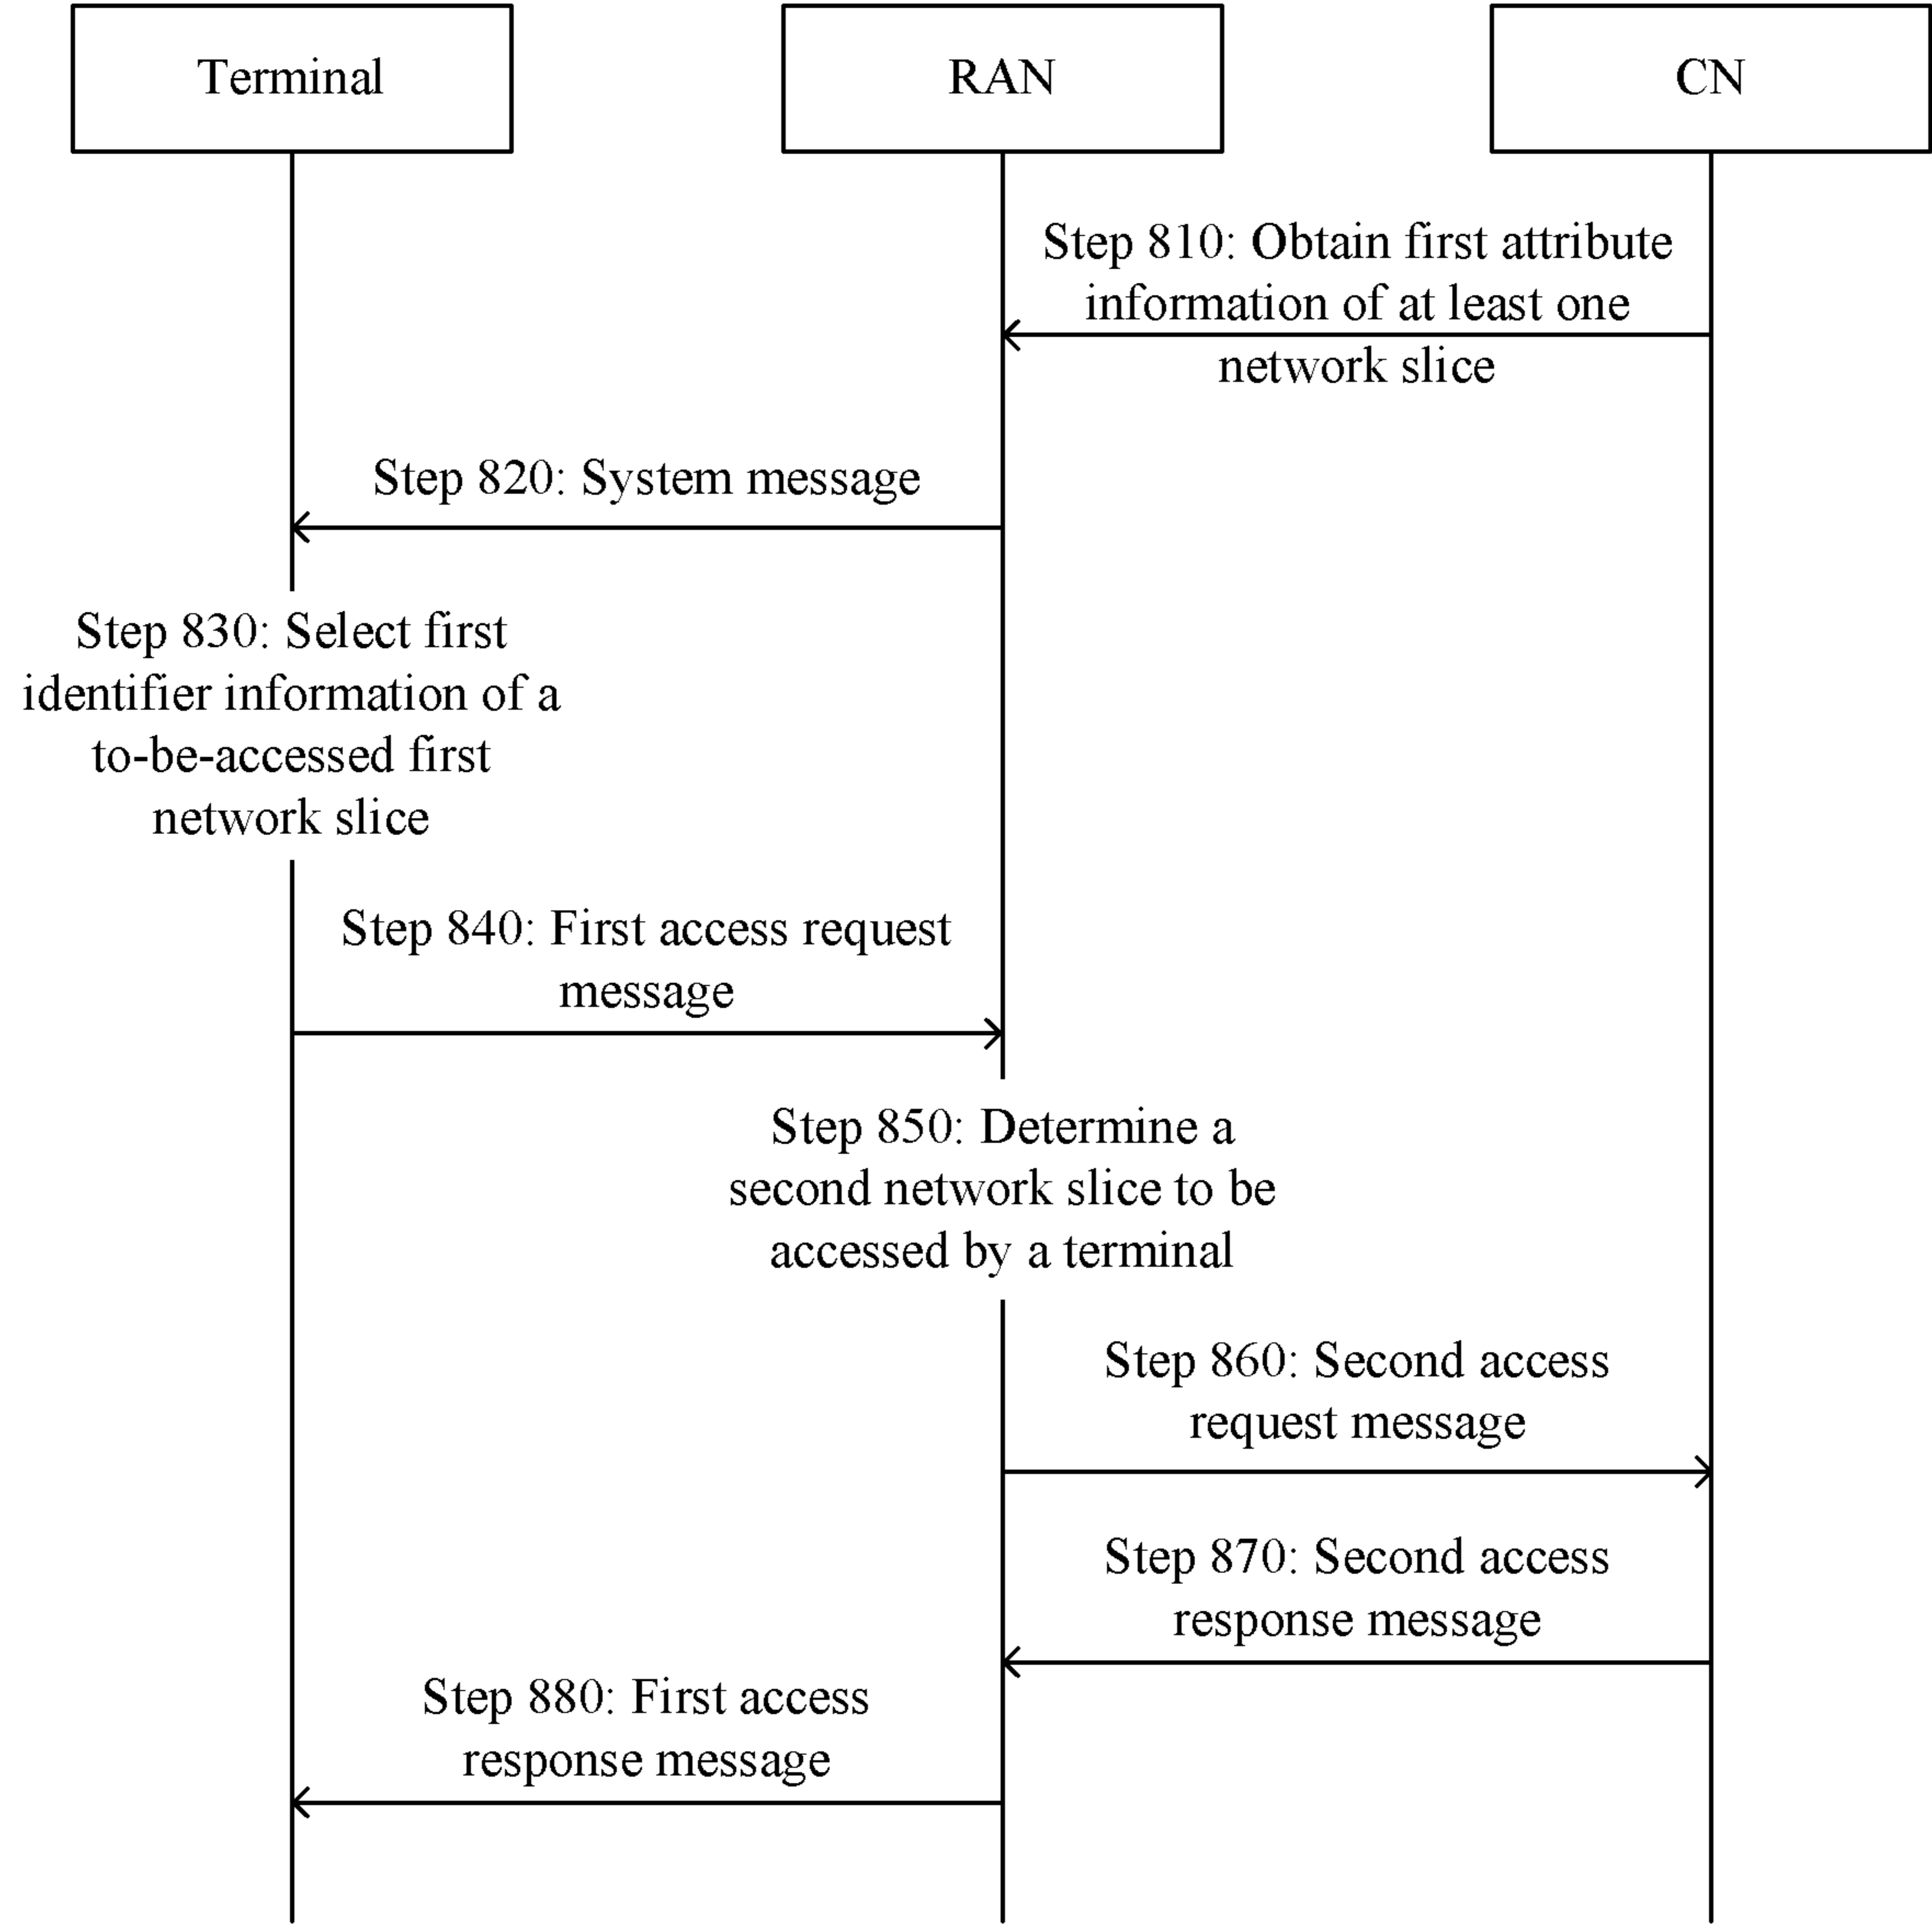 Terminal
RAN
CN
Step 810: Obtain first attribute
information of at least one
network slice
Step 820: System message
Step 830: Select first
identifier information of a
to-be-accessed first
network slice
Step 840: First access request
message
Step 850: Determine a
second network slice to be
accessed by a terminal
Step 860: Second access
request message
Step 870: Second access
response message
Step 880: First access
response message